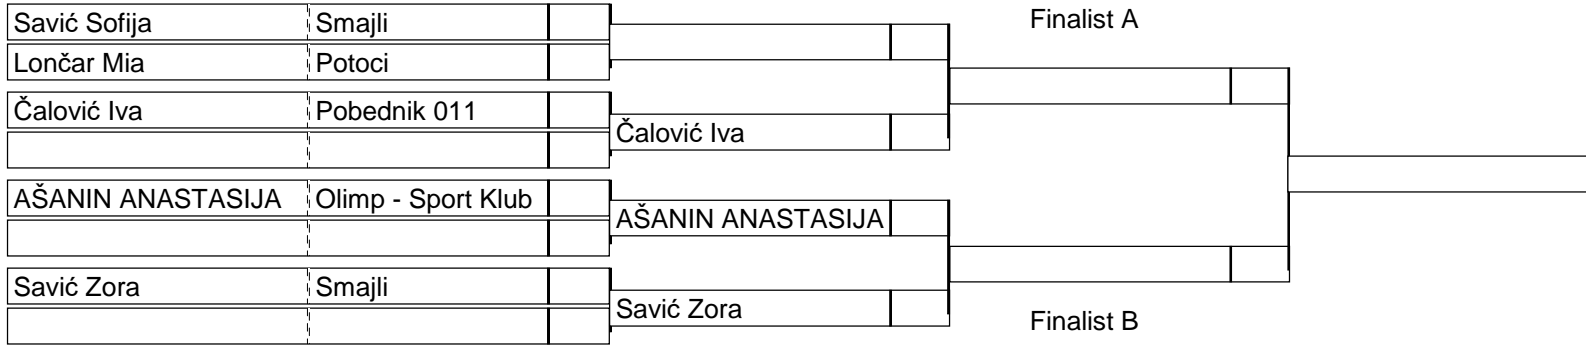 Savić Sofija Smajli
Lončar Mia Potoci
Čalović Iva Pobednik 011
AŠANIN ANASTASIJA Olimp - Sport Klub
Savić Zora Smajli
Čalović Iva
AŠANIN ANASTASIJA
Savić Zora
Finalist A
Finalist B